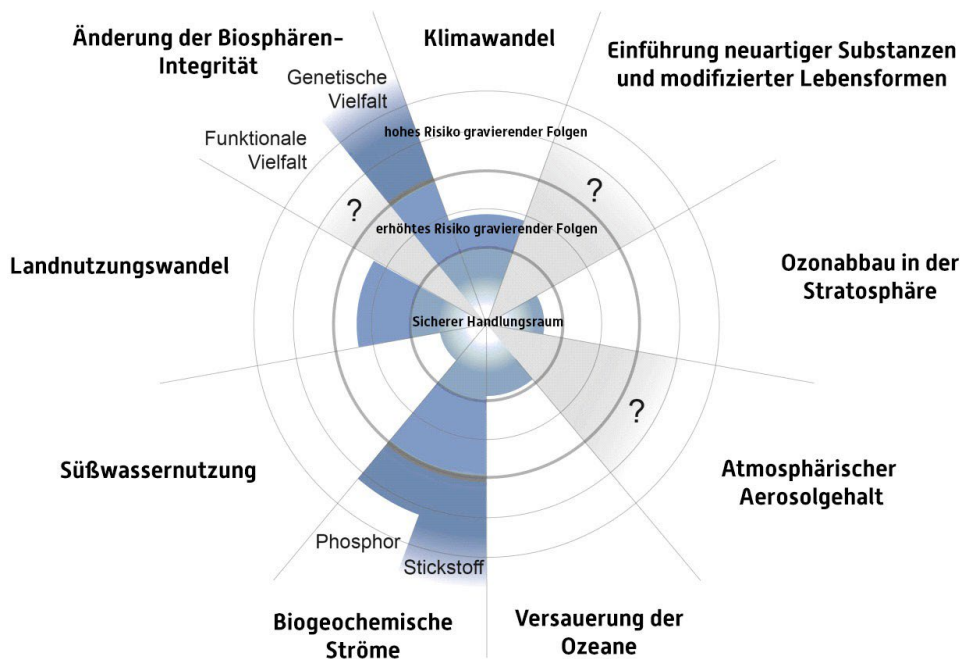 Änderung der Biosphären-
Integrität
Klimawandel
Einführung neuartiger Substanzen
und modifizierter Lebensformen
Genetische
Vielfalt
Funktionale
Vielfalt
hohes Risiko gravierender Folgen
?
?
erhöhtes Risiko gravierender Folgen
Landnutzungswandel
Ozonabbau in der
Stratosphäre
Sicherer Handlungsraum
?
Süßwassernutzung
Atmosphärischer
Aerosolgehalt
Phosphor
Stickstoff
Biogeochemische
Ströme
Versauerung der
Ozeane